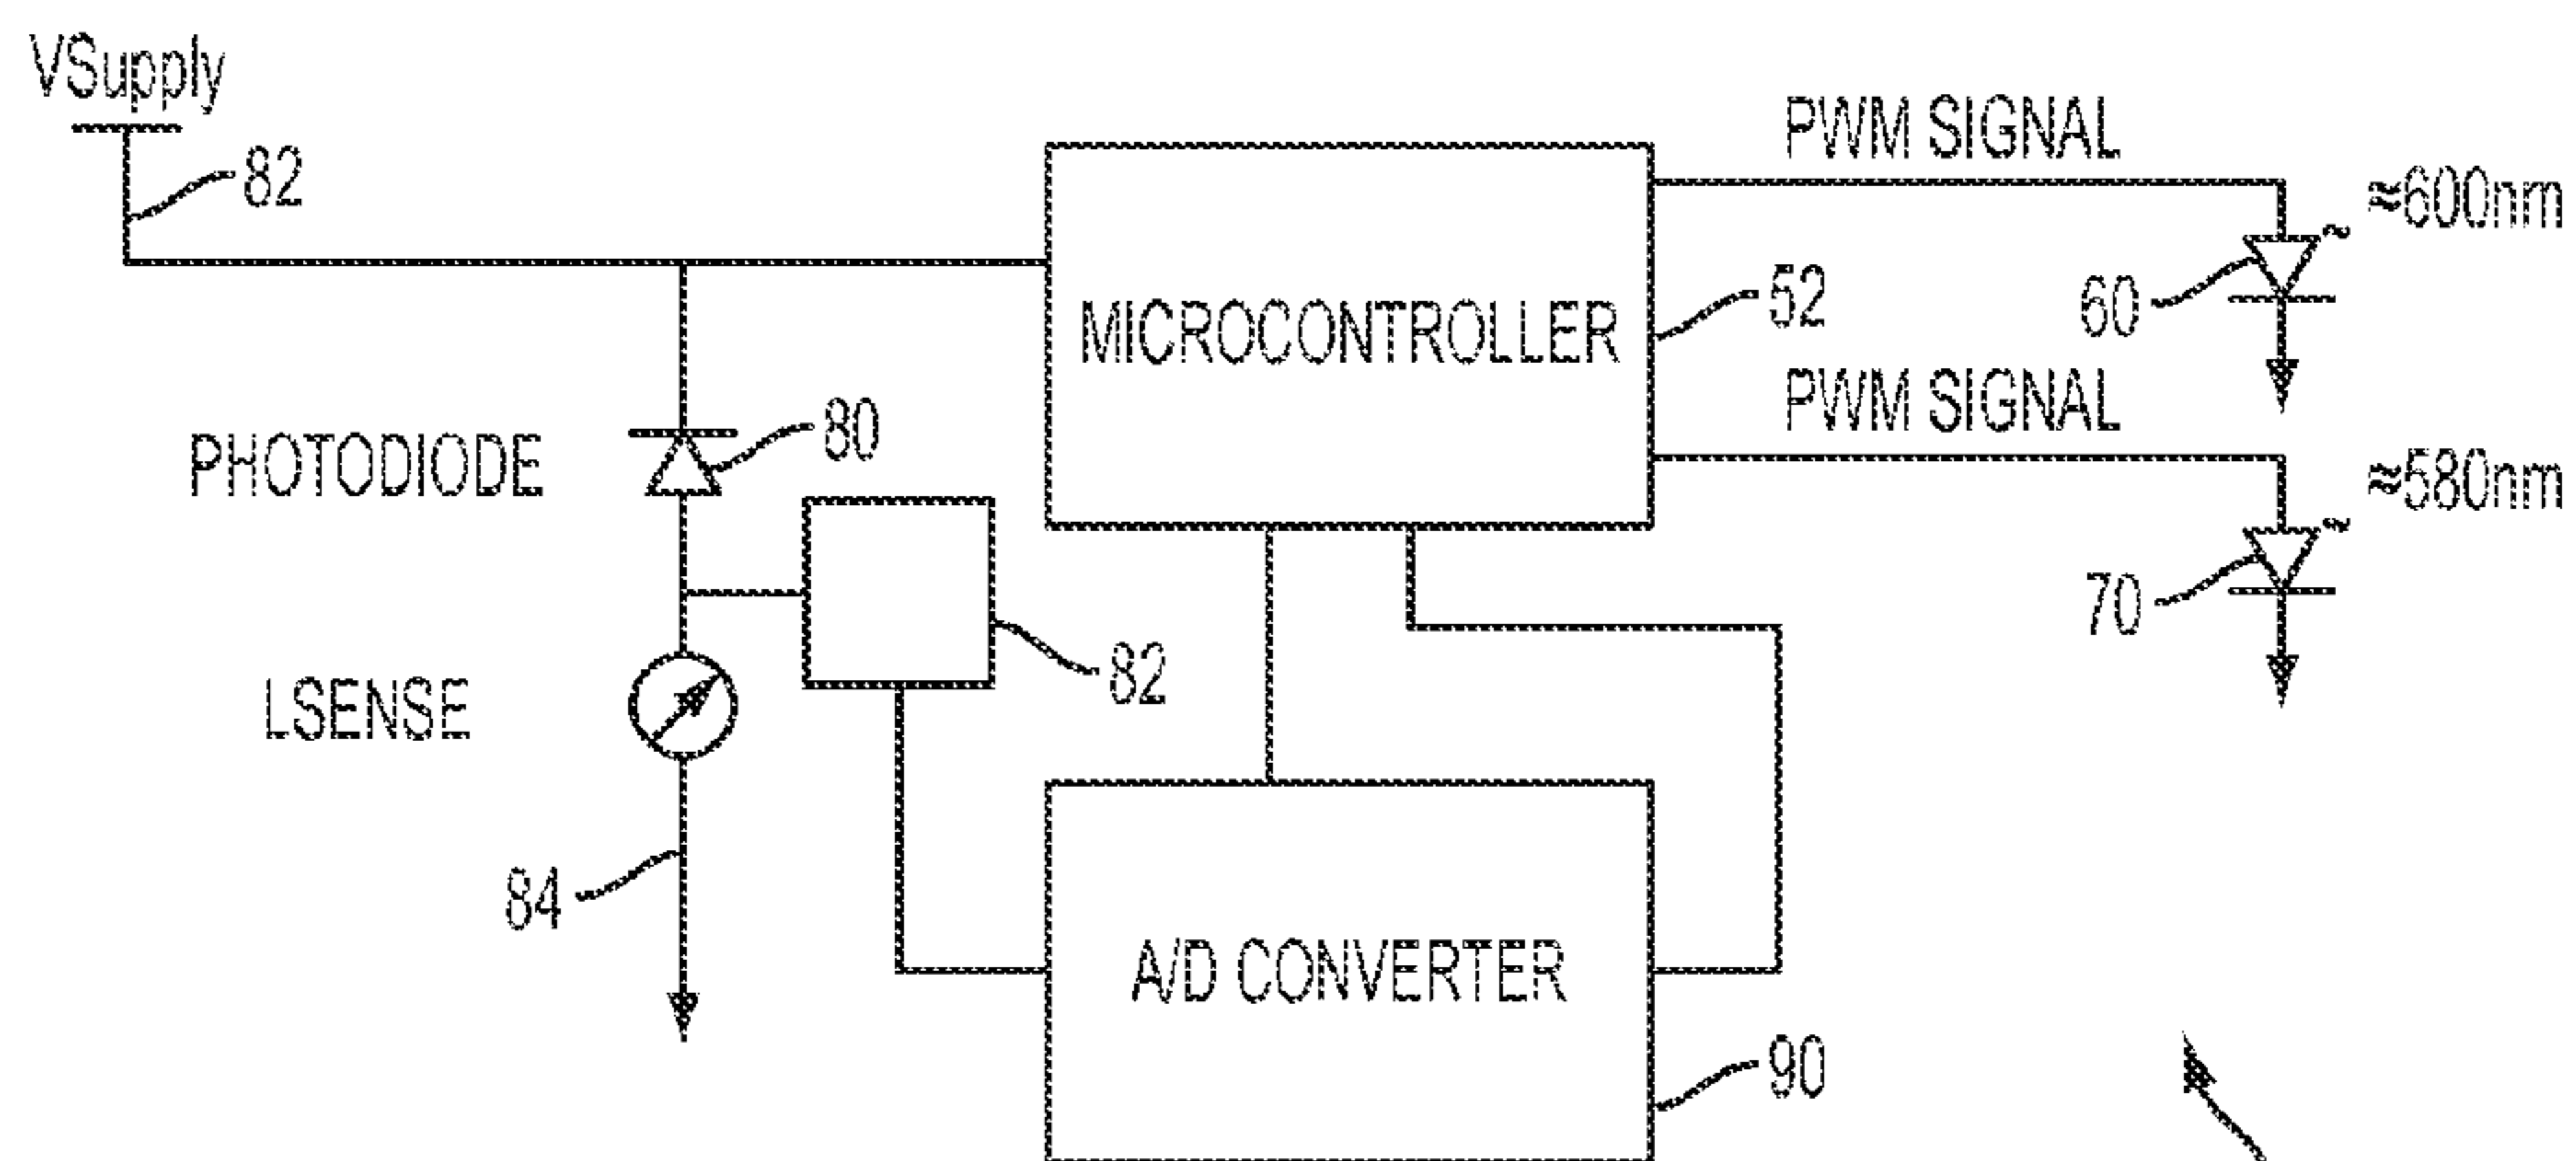 VSupply
82
PWM SIGNAL
≈600nm
60
MICROCONTROLLER
52
PWM SIGNAL
≈580nm
70
PHOTODIODE
80
82
LSENSE
84
A/D CONVERTER
90